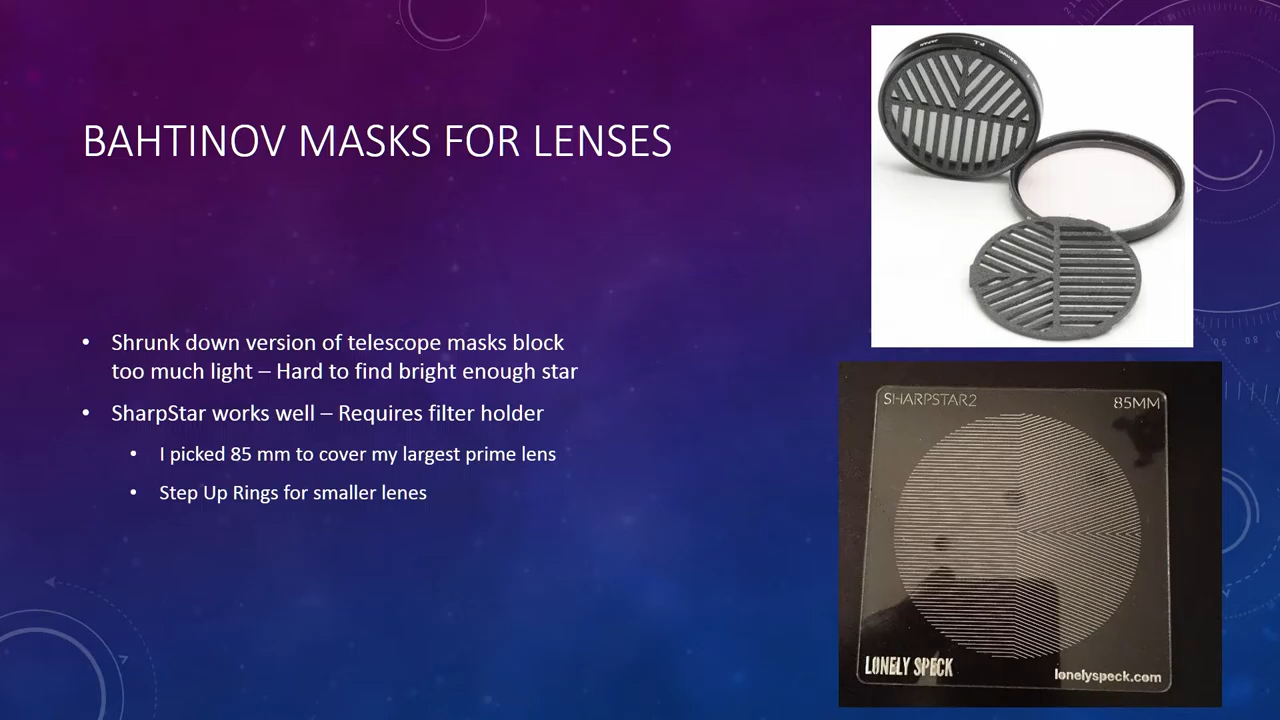 BAHTINOV MASKS FOR LENSES
• Shrunk down version of telescope masks block
too much light – Hard to find bright enough star
• SharpStar works well – Requires filter holder
• I picked 85 mm to cover my largest prime lens
• Step Up Rings for smaller lenes
SHARPSTAR2
85MM
LONELY SPECK
lonelyspeck.com